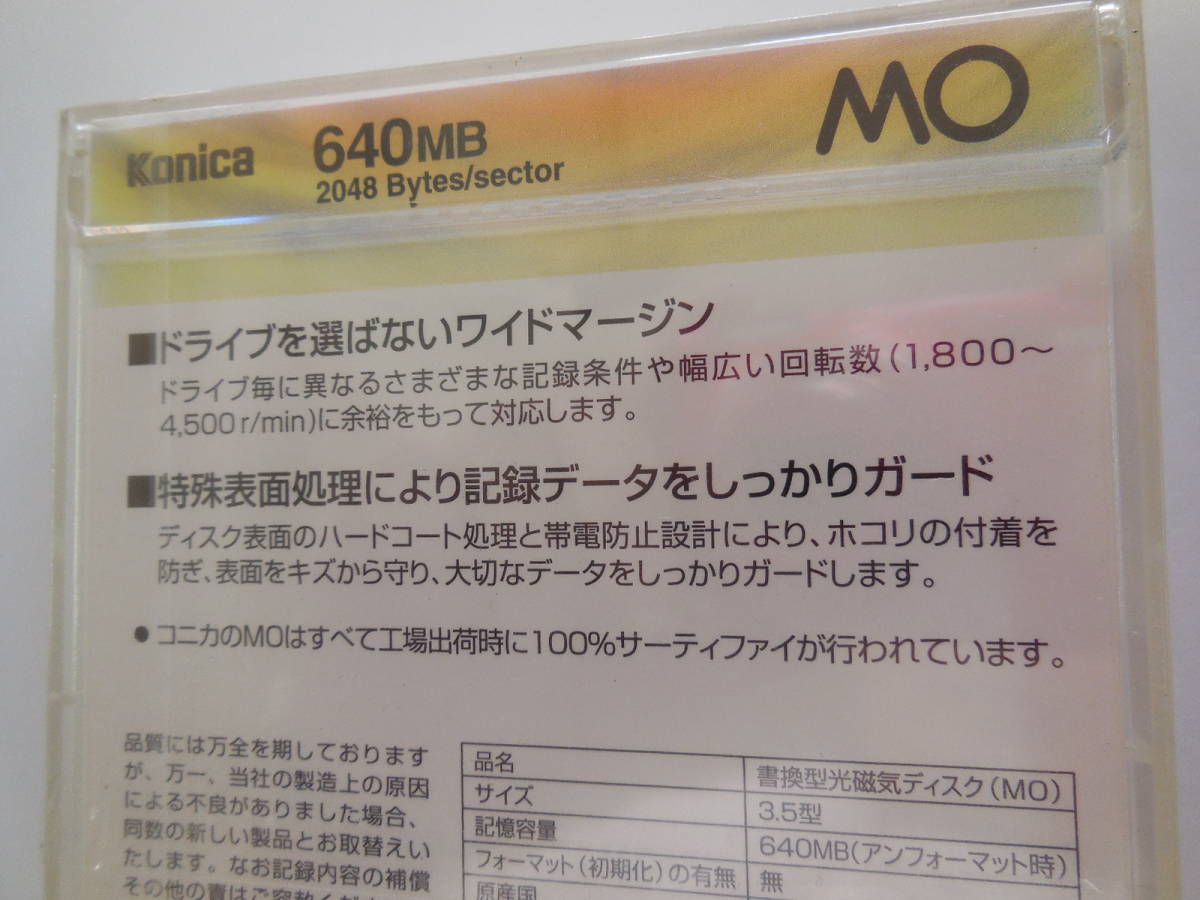 Konica 640MB MO
2048 Bytes/sector
■ドライブを選ばないワイドマージン
ドライブ毎に異なるさまざまな記録条件や幅広い回転数(1,800〜
4,500r/min)に余裕をもって対応します。
■特殊表面処理により記録データをしっかりガード
ディスク表面のハードコート処理と帯電防止設計により、ホコリの付着を
防ぎ、表面をキズから守り、大切なデータをしっかりガードします。
● コニカのMOはすべて工場出荷時に100%サーティファイが行われています。
品質には万全を期しております
が、万一、当社の製造上の原因
による不良がありました場合、
同数の新しい製品とお取替えい
たします。なお記録内容の補償
その他の責はご容赦くだ
品名 書換型光磁気ディスク(MO)
サイズ 3.5型
記憶容量 640MB(アンフォーマット時)
フォーマット(初期化)の有無 無
原産国